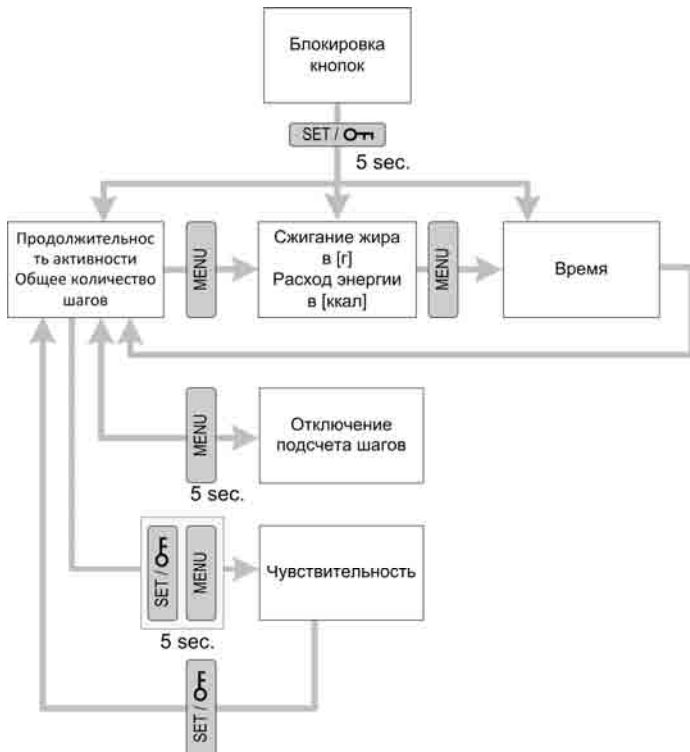 Блокировка
кнопок
SET /
5 sec.
Продолжительнос
ть активности
Общее количество
шагов
MENU
Сжигание жира
в [г]
Расход энергии
в [ккал]
MENU
Время
MENU
5 sec.
Отключение
подсчета шагов
SET /
MENU
5 sec.
Чувствительность
SET /